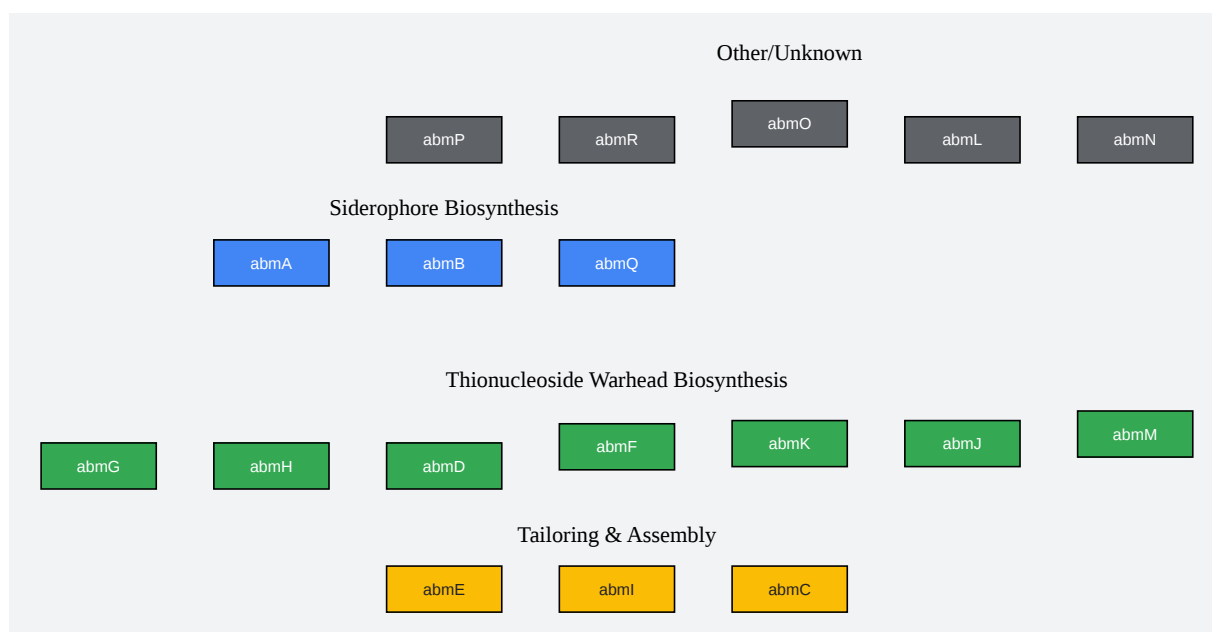 Other/Unknown
abmP abmR abmO abmL abmN
Siderophore Biosynthesis
abmA abmB abmQ
Thionucleoside Warhead Biosynthesis
abmG abmH abmD abmF abmK abmJ abmM
Tailoring & Assembly
abmE abmI abmC